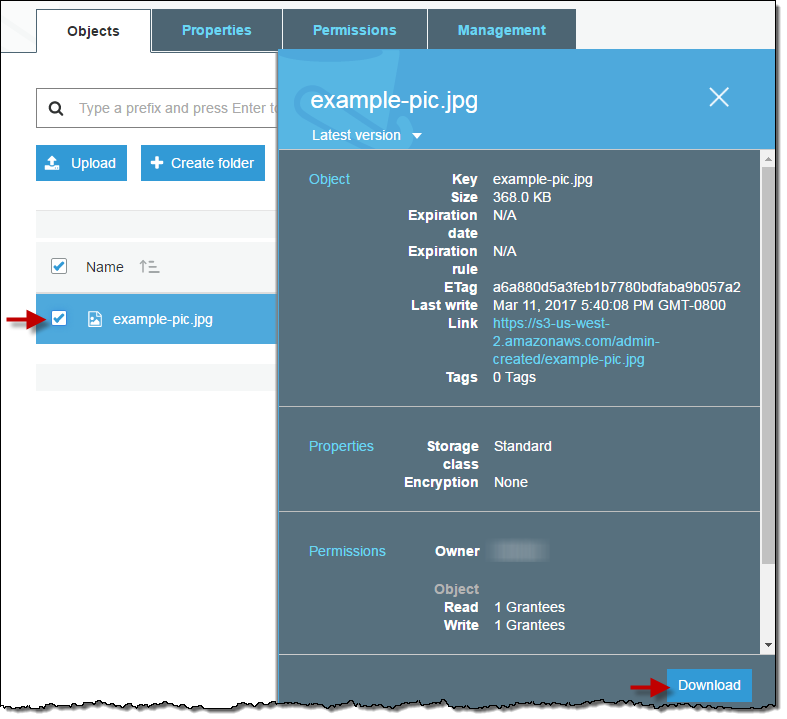 Objects
Properties
Permissions
Management
Type a prefix and press Enter to
Upload
Create folder
Name
example-pic.jpg
example-pic.jpg
Latest version
Object
Key example-pic.jpg
Size 368.0 KB
Expiration N/A
date
Expiration N/A
rule
ETag a6a880d5a3feb1b7780bdfaba9b057a2
Last write Mar 11, 2017 5:40:08 PM GMT-0800
Link https://s3-us-west-
2.amazonaws.com/admin-
created/example-pic.jpg
Tags 0 Tags
Properties
Storage Standard
class
Encryption None
Permissions
Owner
Object
Read 1 Grantees
Write 1 Grantees
Download